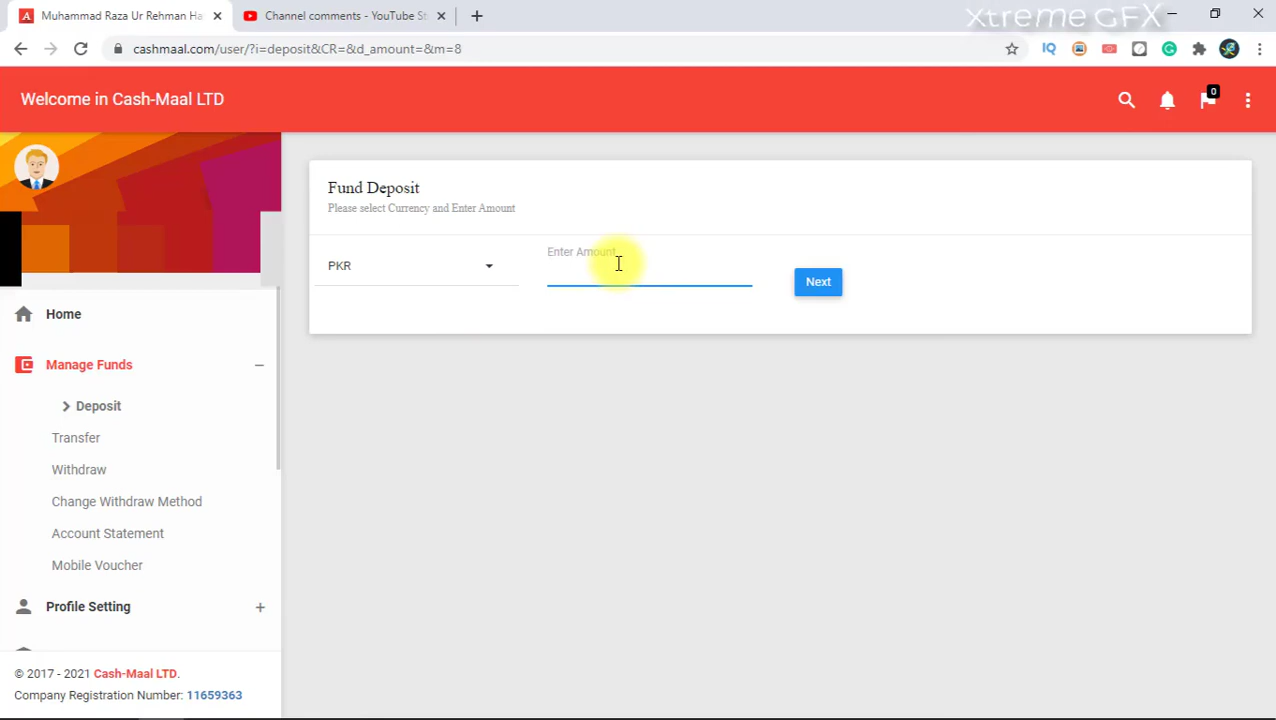 Muhammad Raza Ur Rehman Ha
Channel comments - YouTube St
Xtreme GFX
cashmaal.com/user/?i=deposit&CR=&d_amount=&m=8
IQ
Welcome in Cash-Maal LTD
0
Fund Deposit
Please select Currency and Enter Amount
PKR
Enter Amount
Next
Home
Manage Funds
Deposit
Transfer
Withdraw
Change Withdraw Method
Account Statement
Mobile Voucher
Profile Setting
© 2017 - 2021 Cash-Maal LTD.
Company Registration Number: 11659363